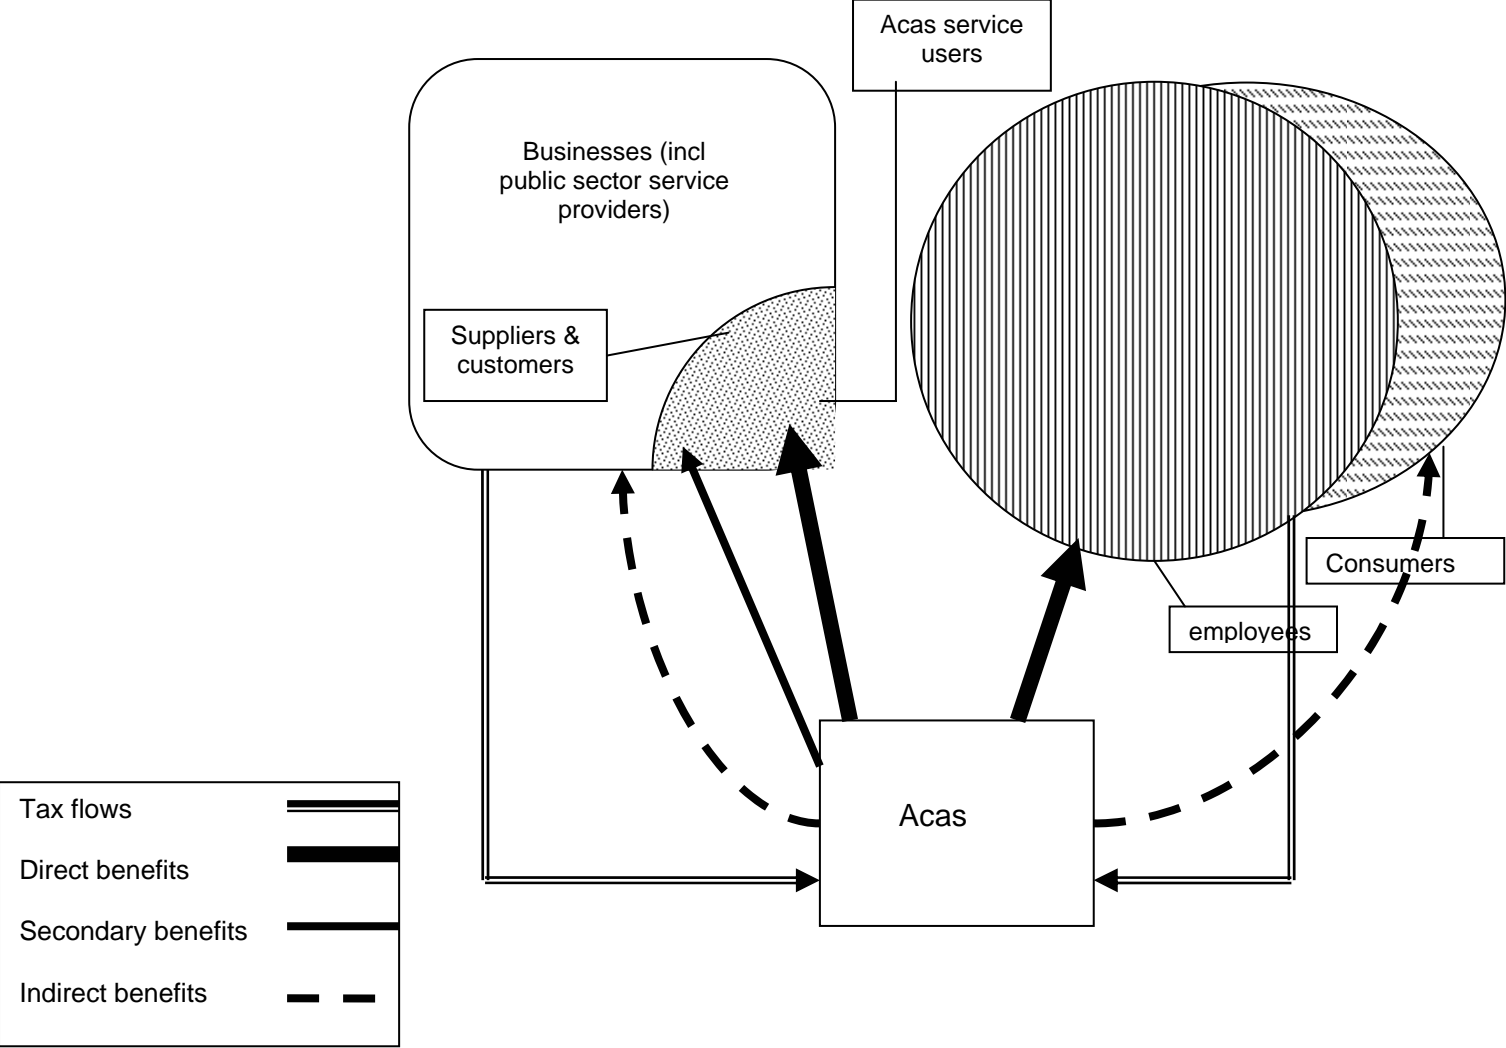 Acas service
users
Businesses (incl
public sector service
providers)
Suppliers &
customers
Consumers
employees
Acas
Tax flows
Direct benefits
Secondary benefits
Indirect benefits